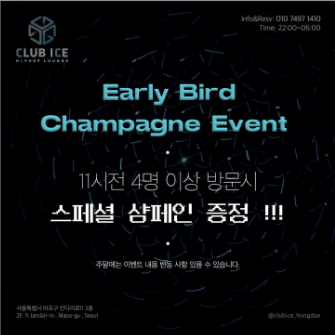 CLUB ICE
HIPHOP LOUNGE
Info&Resv: 010 7497 1410
Time: 22:00~06:00
Early Bird
Champagne Event
11시전 4명 이상 방문시
스페셜 샴페인 증정 !!!
주말에는 이벤트 내용 변동 사항 있을 수 있습니다.
서울특별시 마포구 잔다리로11 2층
2F, 11 Jandari-ro , Mapo-gu , Seoul
@clubice_hongdae